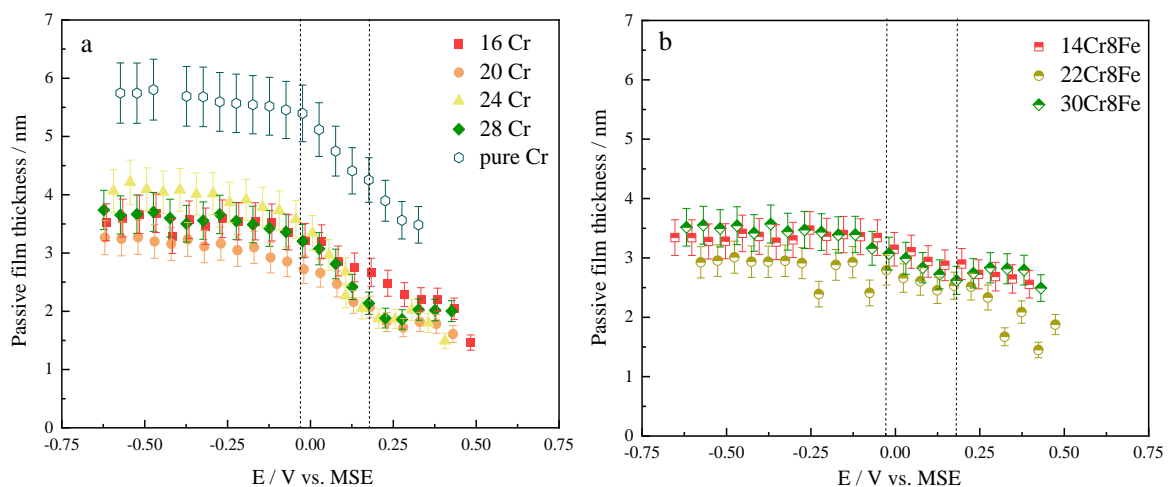 a
16 Cr
20 Cr
24 Cr
28 Cr
pure Cr
7
6
5
4
3
2
1
0
Passive film thickness / nm
-0.75
-0.50
-0.25
0.00
0.25
0.50
0.75
E / V vs. MSE
b
14Cr8Fe
22Cr8Fe
30Cr8Fe
7
6
5
4
3
2
1
0
Passive film thickness / nm
-0.75
-0.50
-0.25
0.00
0.25
0.50
0.75
E / V vs. MSE